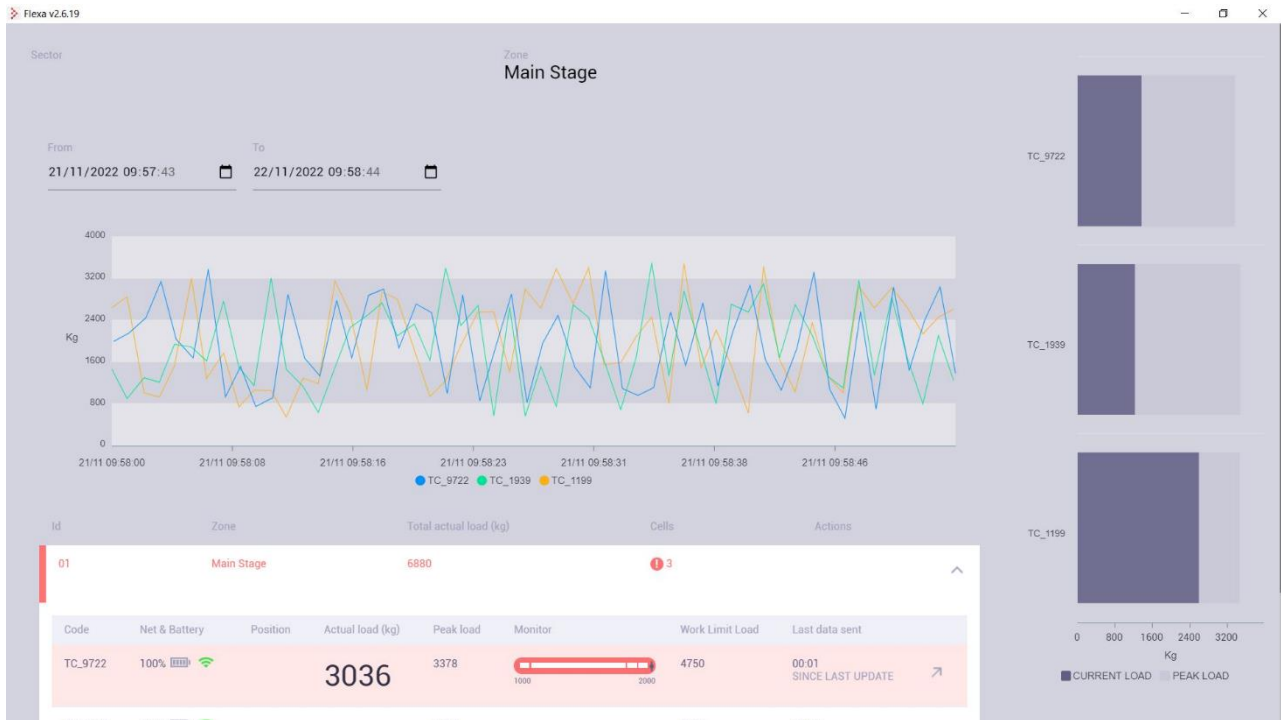 Flexa v2.6.19
Sector
Zone
Main Stage
From
21/11/2022 09:57:43
To
22/11/2022 09:58:44
4000
3200
2400
Kg
1600
800
0
21/11 09:58:00 21/11 09:58:08 21/11 09:58:16 21/11 09:58:23 21/11 09:58:31 21/11 09:58:38 21/11 09:58:46
TC_9722 TC_1939 TC_1199
Id Zone Total actual load (kg) Cells Actions
01 Main Stage 6880 3
Code Net & Battery Position Actual load (kg) Peak load Monitor Work Limit Load Last data sent
TC_9722 100% 3036 3378 4750 00:01
SINCE LAST UPDATE
1000 2000
TC_9722
TC_1939
TC_1199
0 800 1600 2400 3200
Kg
CURRENT LOAD PEAK LOAD